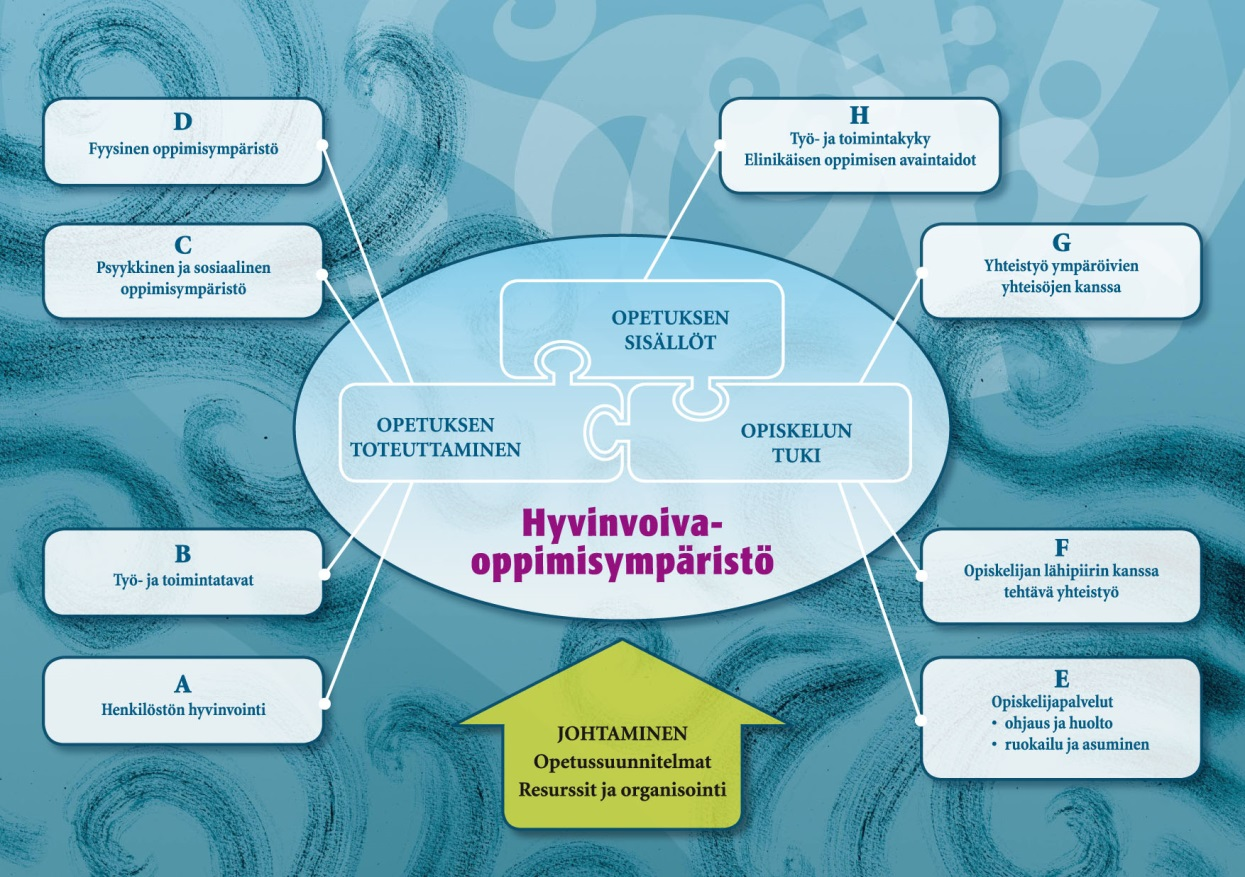 D
Fyysinen oppimisympäristö
C
Psyykkinen ja sosiaalinen
oppimisympäristö
B
Työ- ja toimintatavat
A
Henkilöstön hyvinvointi
H
Työ- ja toimintakyky
Elinikäisen oppimisen avaintaidot
G
Yhteistyö ympäröivien
yhteisöjen kanssa
F
Opiskelijan lähipiirin kanssa
tehtävä yhteistyö
E
Opiskelijapalvelut
• ohjaus ja huolto
• ruokailu ja asuminen
OPETUKSEN
SISÄLLÖT
OPETUKSEN
TOTEUTTAMINEN
OPISKELUN
TUKI
Hyvinvoiva-
oppimisympäristö
JOHTAMINEN
Opetussuunnitelmat
Resurssit ja organisointi